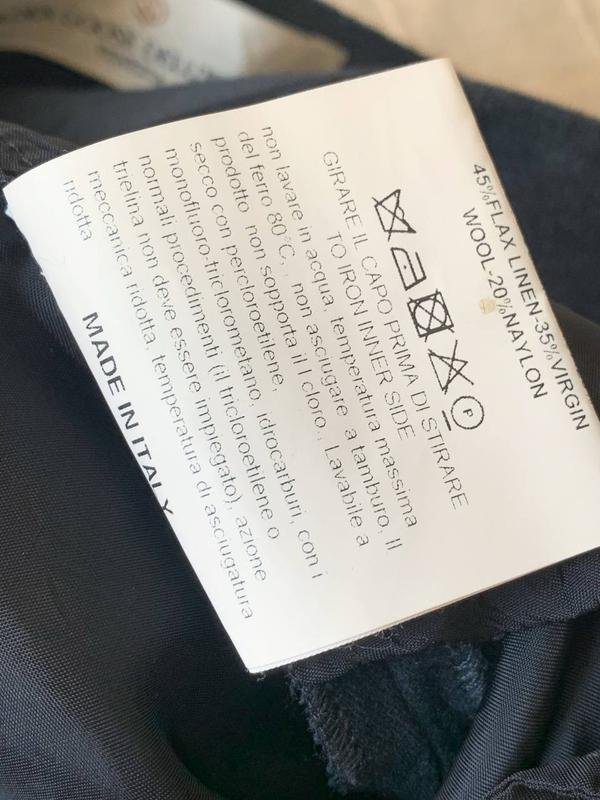 45%FLAX LINEN-35%VIRGIN
WOOL-20%NAYLON
P
GIRARE IL CAPO PRIMA DI STIRARE
TO IRON INNER SIDE
non lavare in acqua, temperatura massima
del ferro 80°C, , non asciugare a tamburo, Il
prodotto non sopporta il l cloro., Lavabile a
secco con percloroetilene,
monofluoro,triclorometano, idrocarburi, con i
normali procedimenti (il tricloroetilene o
trielina non deve essere impiegato), azione
meccanica ridotta, temperatura di asciugatura
ridotta
MADE IN ITALY